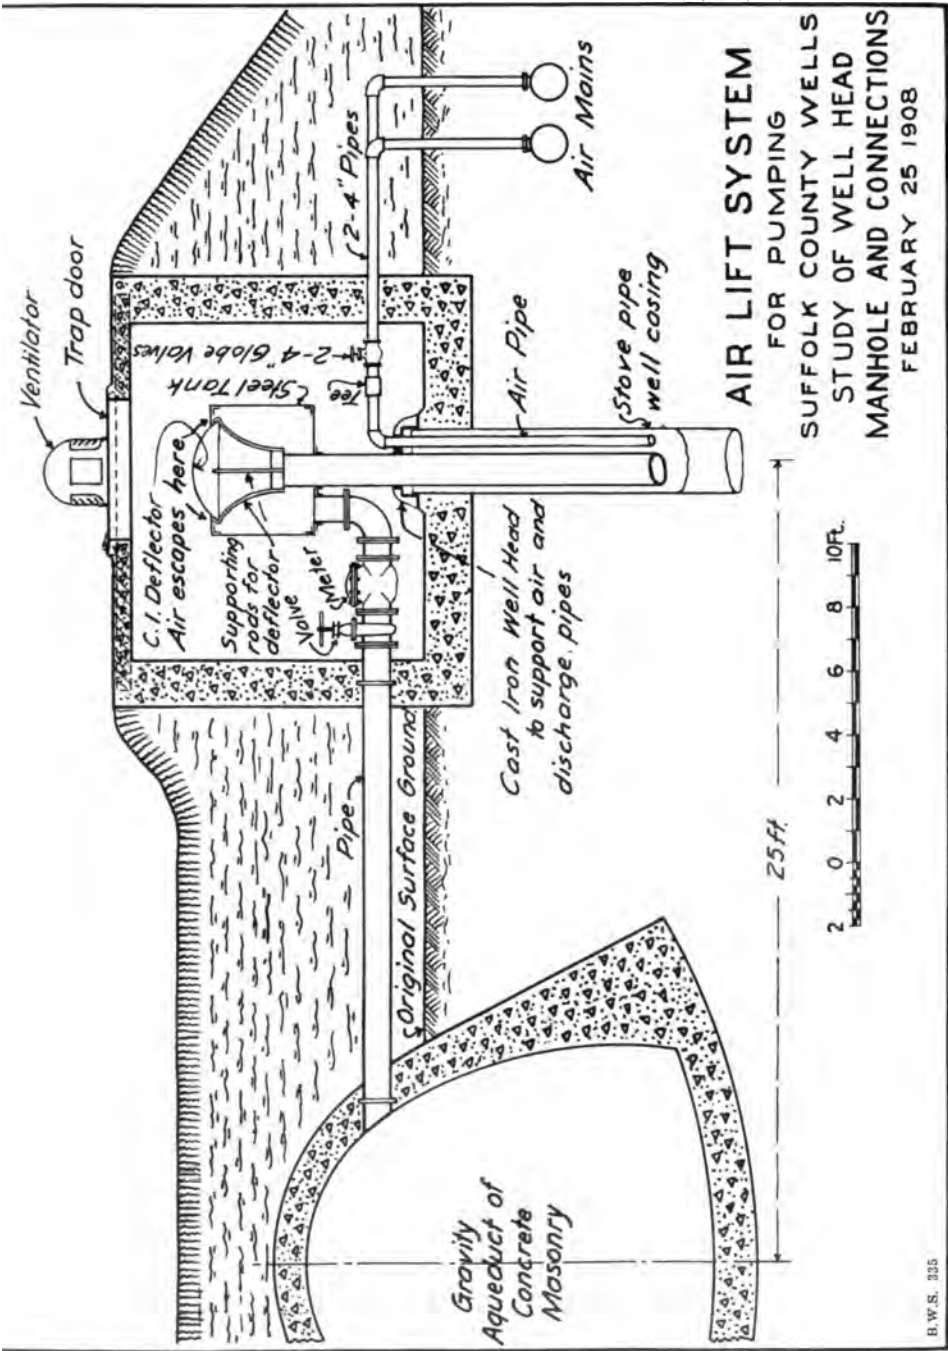 Ventilator
Trap door
C.I. Deflector
Air escapes here
Supporting
rods for
deflector
Valve
Meter
Steel Tank
Tee
2-4" Globe Valves
2-4" Pipes
Air Mains
Pipe
Original Surface Ground
Cast Iron Well Head
to support air and
discharge pipes
Air Pipe
Stove pipe
well casing
Gravity
Aqueduct of
Concrete
Masonry
25 ft.
2 0 2 4 6 8 10Ft.
AIR LIFT SYSTEM
FOR PUMPING
SUFFOLK COUNTY WELLS
STUDY OF WELL HEAD
MANHOLE AND CONNECTIONS
FEBRUARY 25 1908
B.W.S. 335